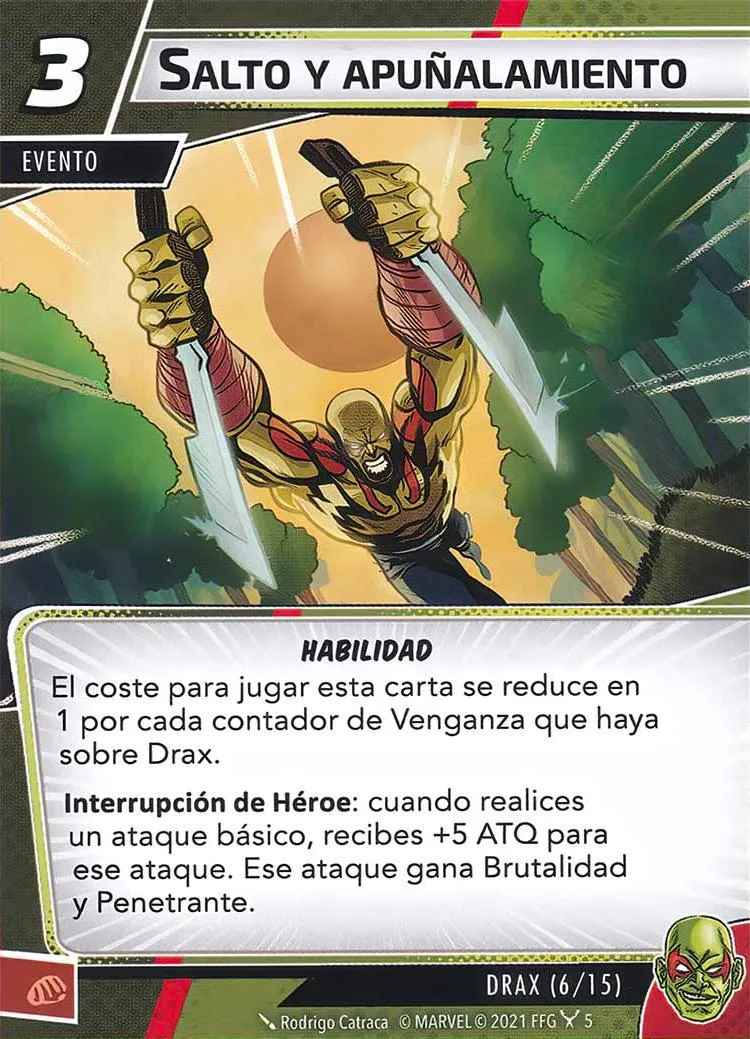 3
SALTO Y APUÑALAMIENTO
EVENTO
HABILIDAD
El coste para jugar esta carta se reduce en
1 por cada contador de Venganza que haya
sobre Drax.
Interrupción de Héroe: cuando realices
un ataque básico, recibes +5 ATQ para
ese ataque. Ese ataque gana Brutalidad
y Penetrante.
DRAX (6/15)
Rodrigo Catraca © MARVEL © 2021 FFG 5